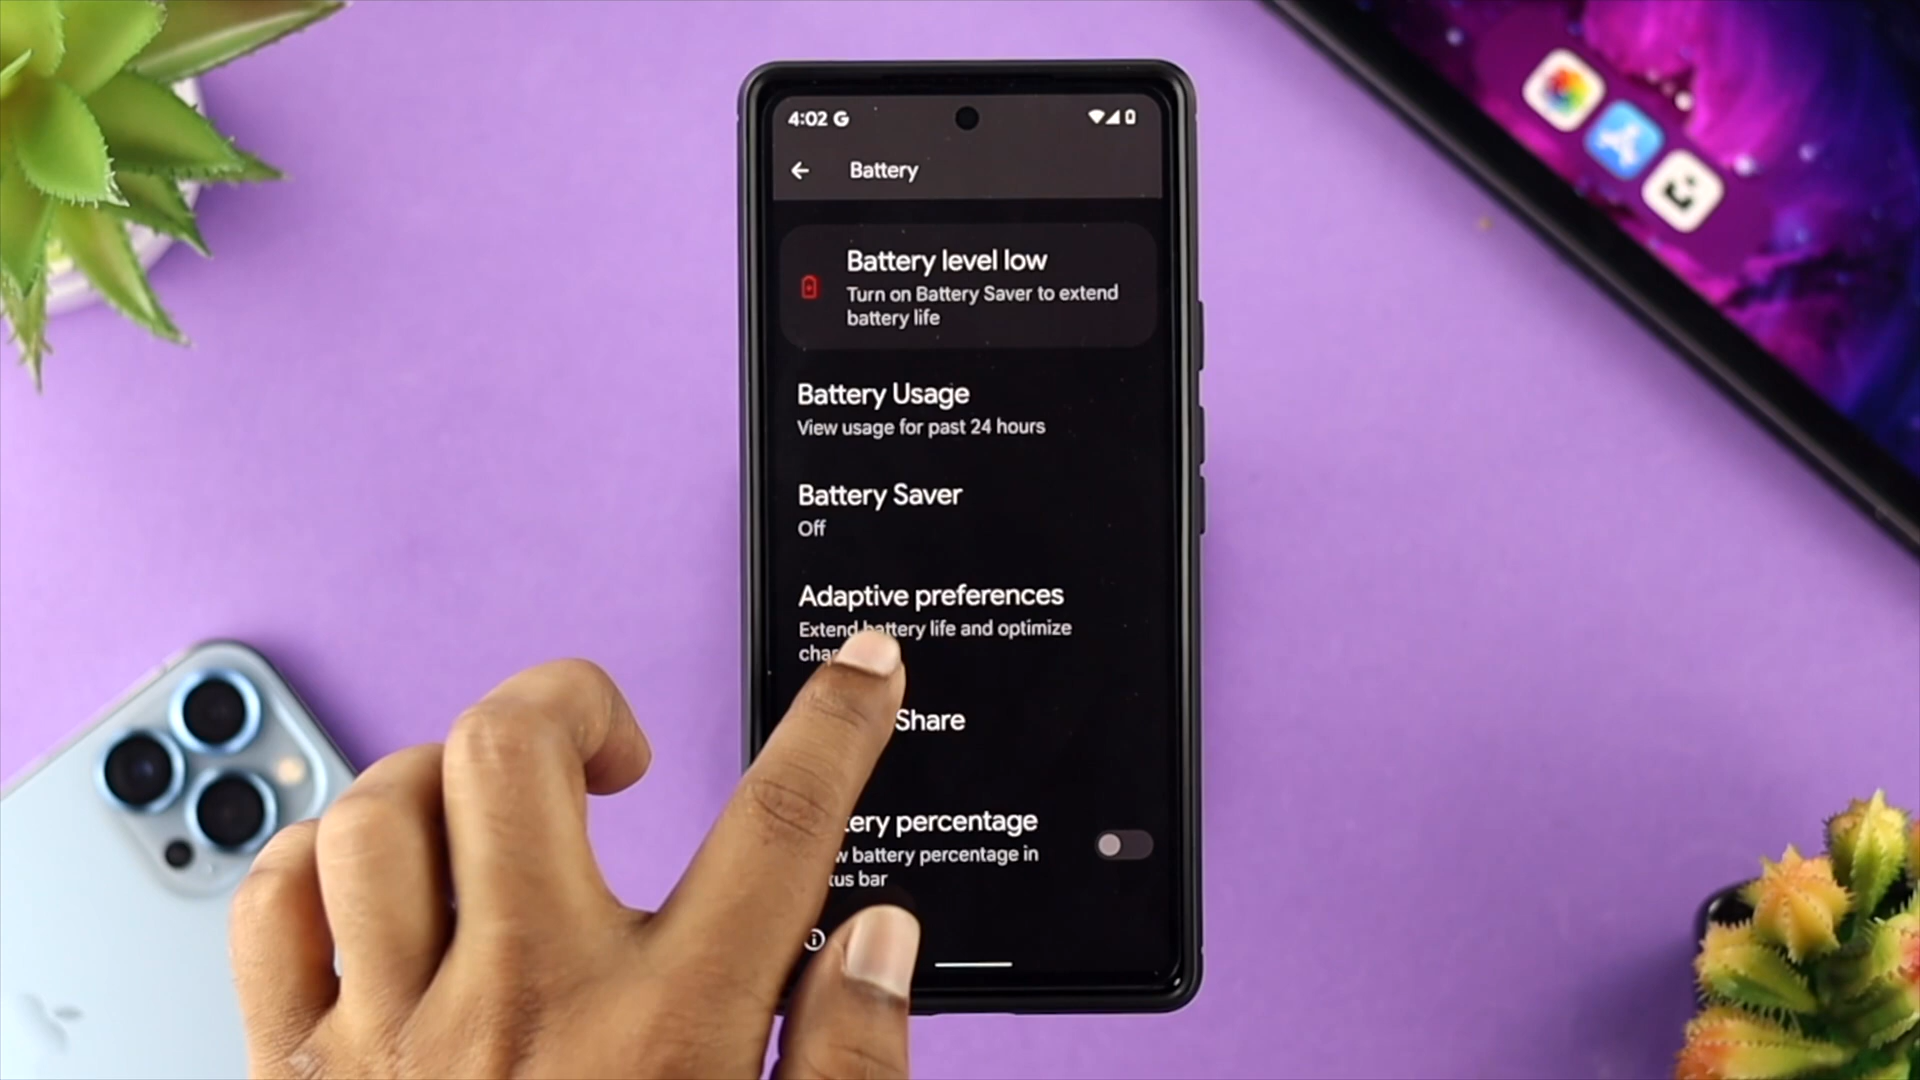 4:02 G
Battery
Battery level low
Turn on Battery Saver to extend
battery life
Battery Usage
View usage for past 24 hours
Battery Saver
Off
Adaptive preferences
Extend battery life and optimize
Share
percentage
battery percentage in
bar